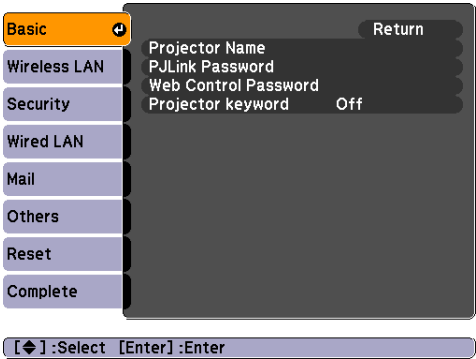 Basic
Return
Projector Name
PJLink Password
Web Control Password
Projector keyword Off
Wireless LAN
Security
Wired LAN
Mail
Others
Reset
Complete
[◆] :Select [Enter] :Enter